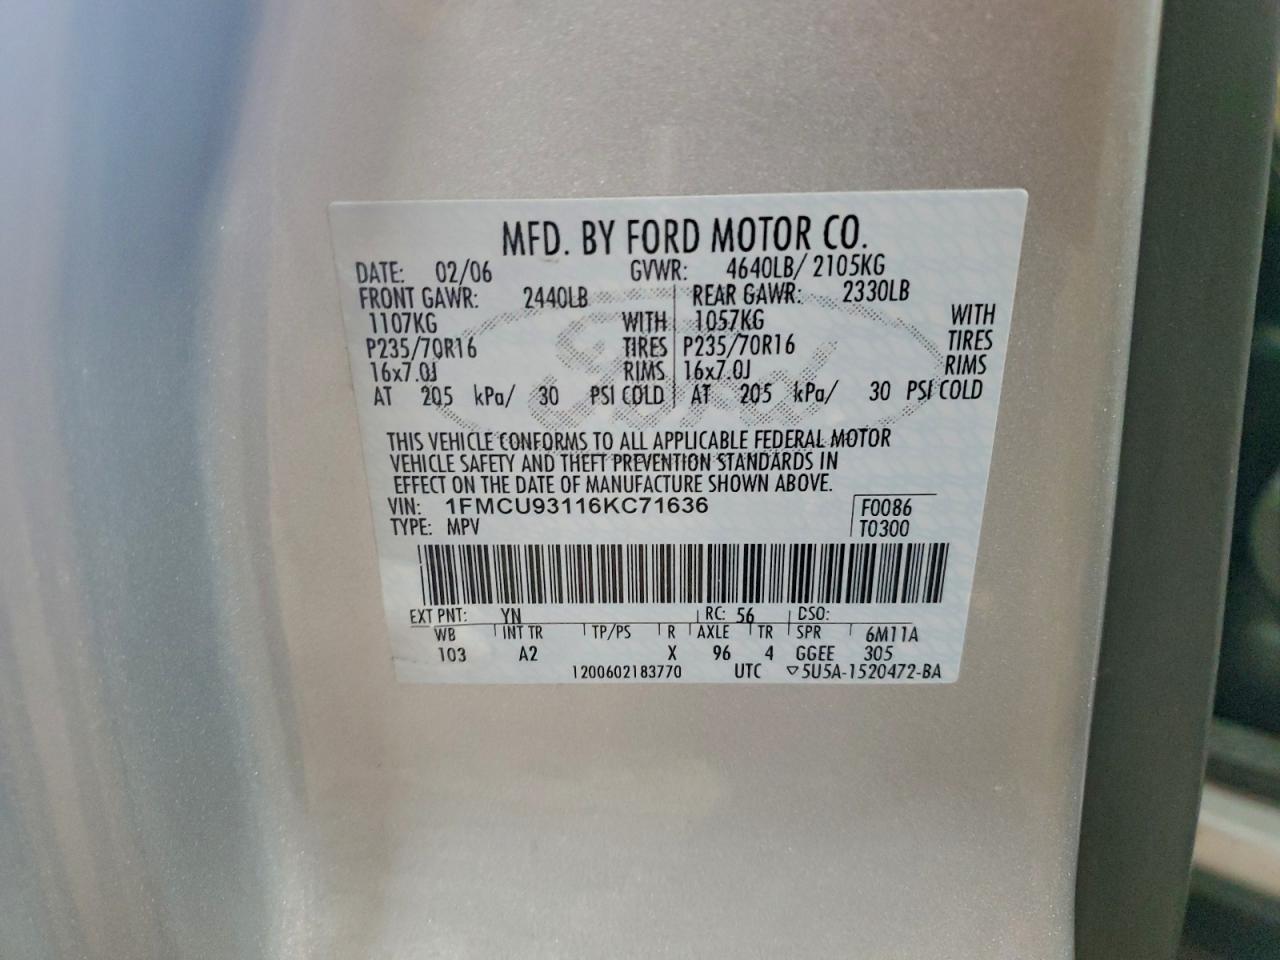 MFD. BY FORD MOTOR CO.
DATE: 02/06 GVWR: 4640LB/ 2105KG
FRONT GAWR: 2440LB REAR GAWR: 2330LB
1107KG WITH 1057KG WITH
P235/70R16 TIRES P235/70R16 TIRES
16x7.0J RIMS 16x7.0J RIMS
AT 205 kPa/ 30 PSI COLD AT 205 kPa/ 30 PSI COLD
Ford
THIS VEHICLE CONFORMS TO ALL APPLICABLE FEDERAL MOTOR
VEHICLE SAFETY AND THEFT PREVENTION STANDARDS IN
EFFECT ON THE DATE OF MANUFACTURE SHOWN ABOVE.
VIN: 1FMCU93116KC71636 F0086
TYPE: MPV T0300
EXT PNT: YN RC: 56 DSO:
WB INT TR TP/PS R AXLE TR SPR 6M11A
103 A2 X 96 4 GGEE 305
1200602183770 UTC ▽5U5A-1520472-BA